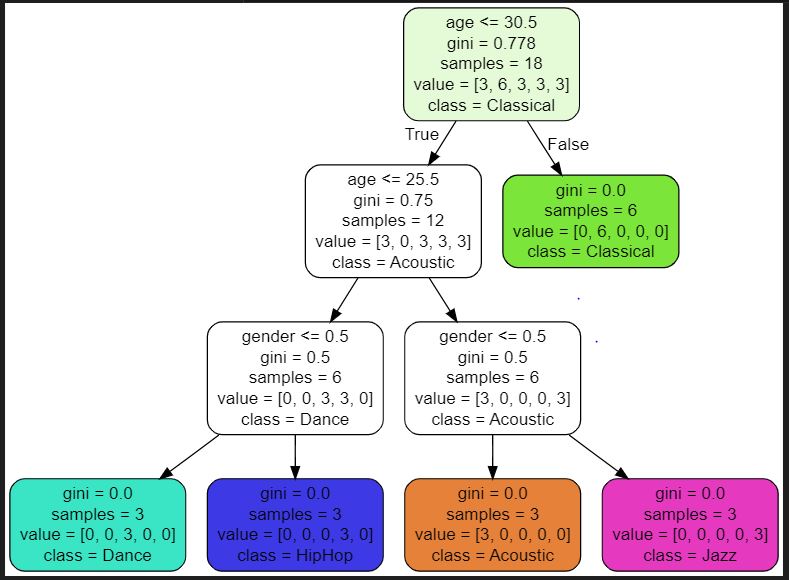 age <= 30.5
gini = 0.778
samples = 18
value = [3, 6, 3, 3, 3]
class = Classical
True
False
age <= 25.5
gini = 0.75
samples = 12
value = [3, 0, 3, 3, 3]
class = Acoustic
gini = 0.0
samples = 6
value = [0, 6, 0, 0, 0]
class = Classical
gender <= 0.5
gini = 0.5
samples = 6
value = [0, 0, 3, 3, 0]
class = Dance
gender <= 0.5
gini = 0.5
samples = 6
value = [3, 0, 0, 0, 3]
class = Acoustic
gini = 0.0
samples = 3
value = [0, 0, 3, 0, 0]
class = Dance
gini = 0.0
samples = 3
value = [0, 0, 0, 3, 0]
class = HipHop
gini = 0.0
samples = 3
value = [3, 0, 0, 0, 0]
class = Acoustic
gini = 0.0
samples = 3
value = [0, 0, 0, 0, 3]
class = Jazz